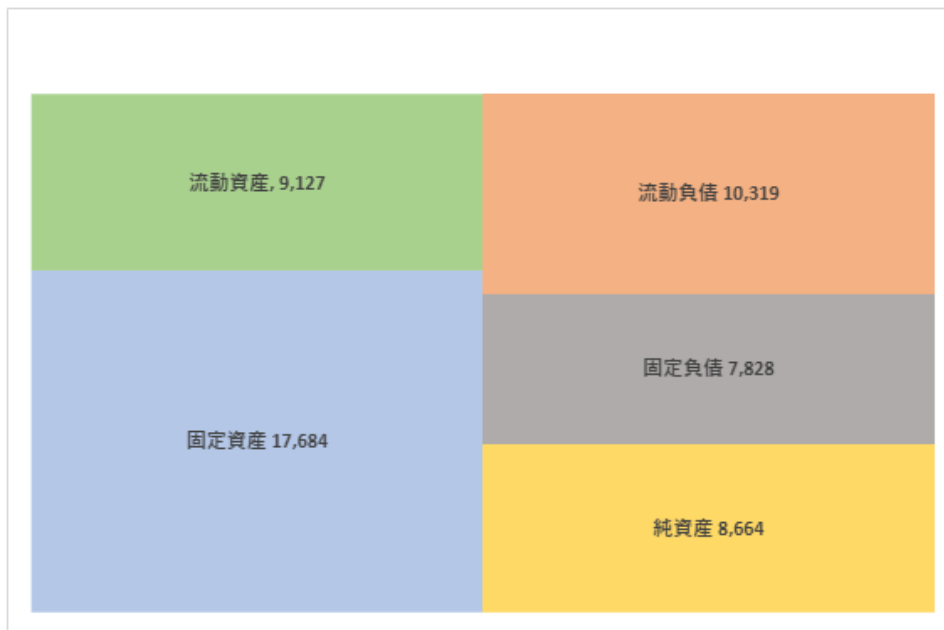 流動資産, 9,127
固定資産 17,684
流動負債 10,319
固定負債 7,828
純資産 8,664